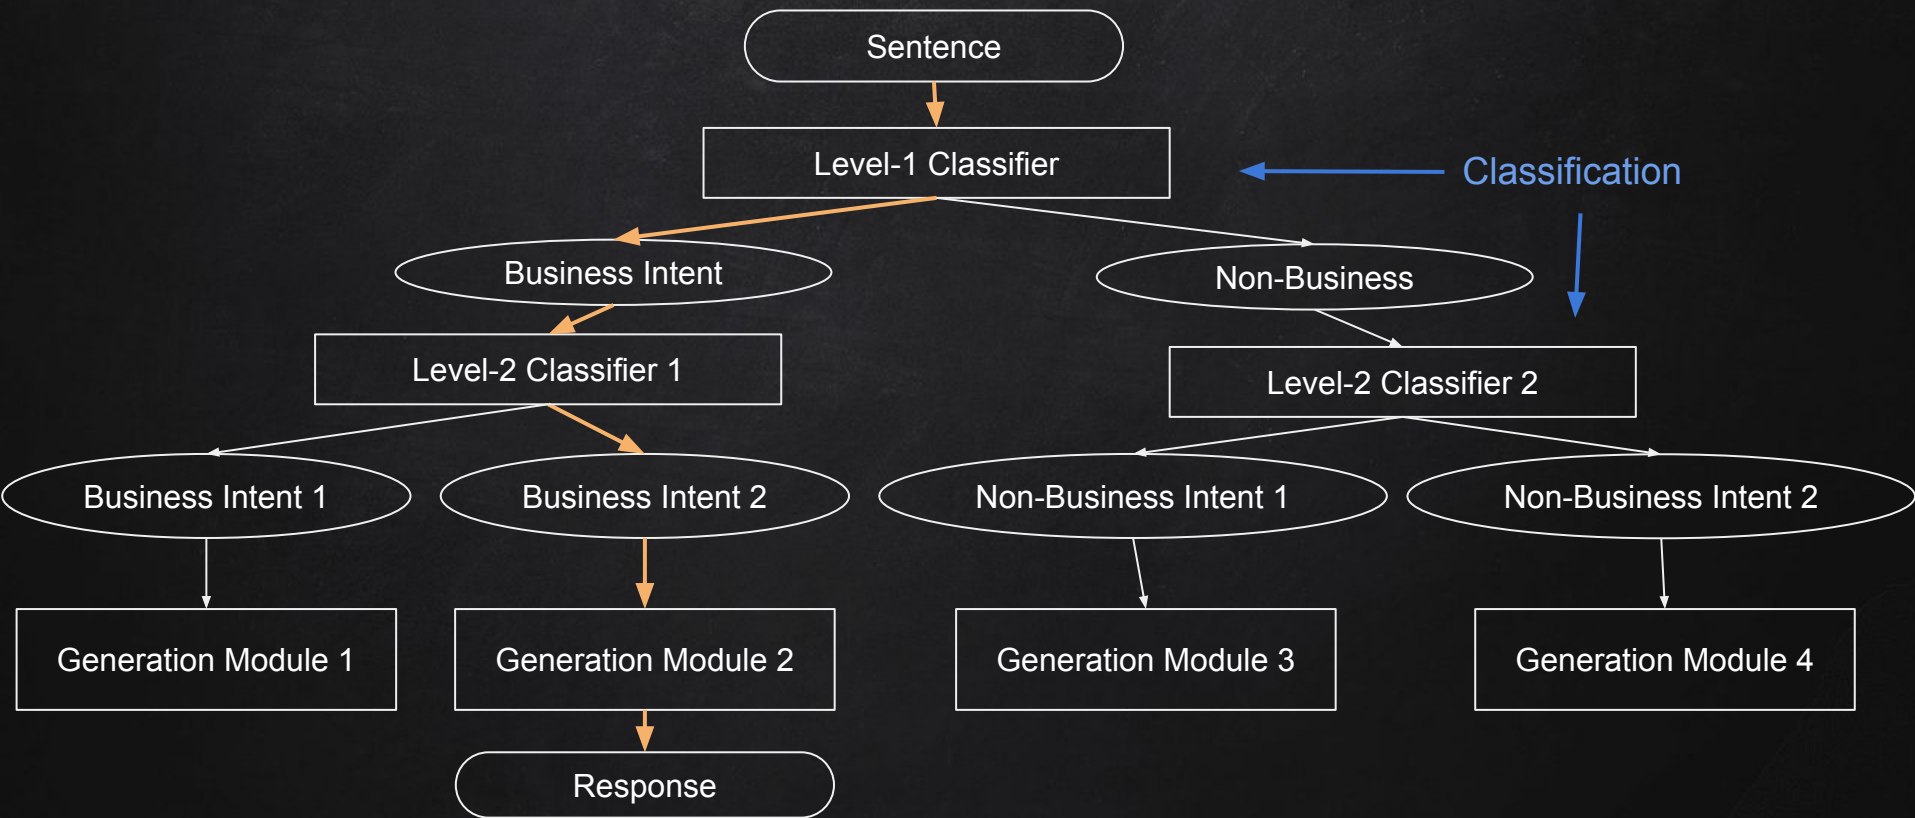 Sentence
Level-1 Classifier
Classification
Business Intent
Non-Business
Level-2 Classifier 1
Level-2 Classifier 2
Business Intent 1
Business Intent 2
Non-Business Intent 1
Non-Business Intent 2
Generation Module 1
Generation Module 2
Generation Module 3
Generation Module 4
Response